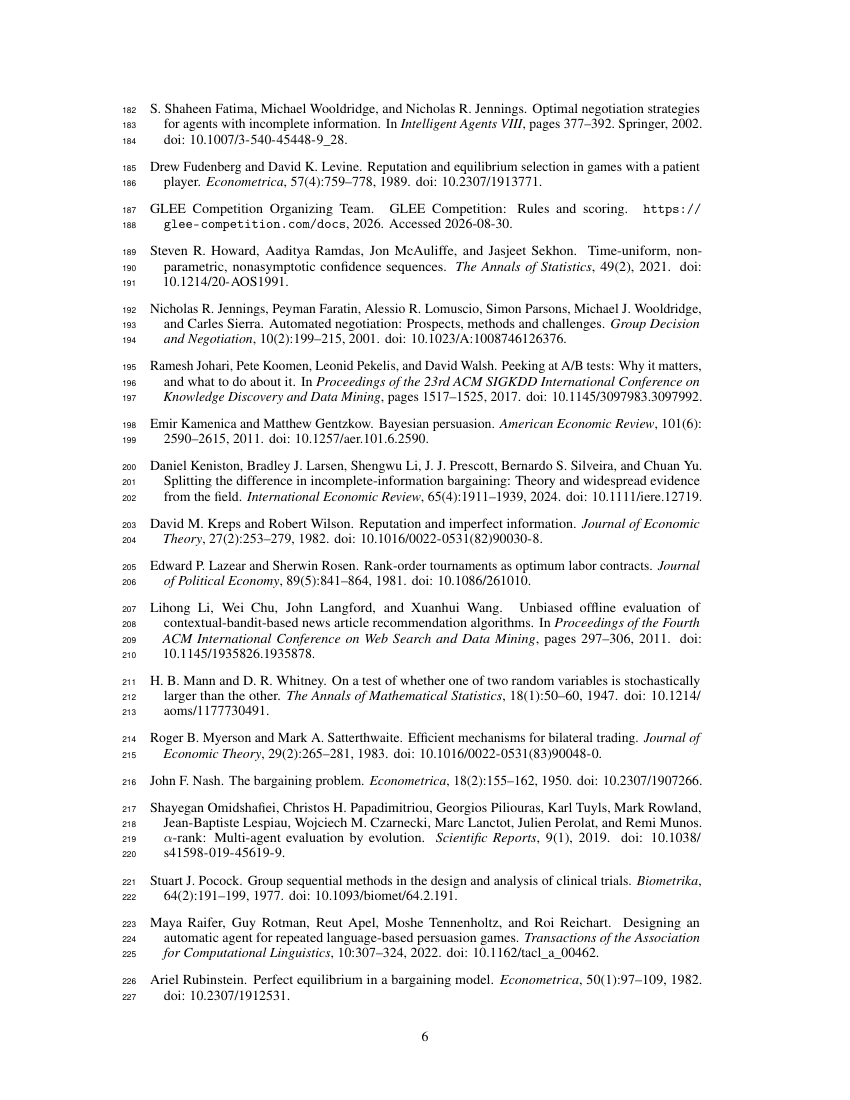 182 S. Shaheen Fatima, Michael Wooldridge, and Nicholas R. Jennings. Optimal negotiation strategies
183 for agents with incomplete information. In Intelligent Agents VIII, pages 377–392. Springer, 2002.
184 doi: 10.1007/3-540-45448-9_28.
185 Drew Fudenberg and David K. Levine. Reputation and equilibrium selection in games with a patient
186 player. Econometrica, 57(4):759–778, 1989. doi: 10.2307/1913771.
187 GLEE Competition Organizing Team. GLEE Competition: Rules and scoring. https://
188 glee-competition.com/docs, 2026. Accessed 2026-08-30.
189 Steven R. Howard, Aaditya Ramdas, Jon McAuliffe, and Jasjeet Sekhon. Time-uniform, non-
190 parametric, nonasymptotic confidence sequences. The Annals of Statistics, 49(2), 2021. doi:
191 10.1214/20-AOS1991.
192 Nicholas R. Jennings, Peyman Faratin, Alessio R. Lomuscio, Simon Parsons, Michael J. Wooldridge,
193 and Carles Sierra. Automated negotiation: Prospects, methods and challenges. Group Decision
194 and Negotiation, 10(2):199–215, 2001. doi: 10.1023/A:1008746126376.
195 Ramesh Johari, Pete Koomen, Leonid Pekelis, and David Walsh. Peeking at A/B tests: Why it matters,
196 and what to do about it. In Proceedings of the 23rd ACM SIGKDD International Conference on
197 Knowledge Discovery and Data Mining, pages 1517–1525, 2017. doi: 10.1145/3097983.3097992.
198 Emir Kamenica and Matthew Gentzkow. Bayesian persuasion. American Economic Review, 101(6):
199 2590–2615, 2011. doi: 10.1257/aer.101.6.2590.
200 Daniel Keniston, Bradley J. Larsen, Shengwu Li, J. J. Prescott, Bernardo S. Silveira, and Chuan Yu.
201 Splitting the difference in incomplete-information bargaining: Theory and widespread evidence
202 from the field. International Economic Review, 65(4):1911–1939, 2024. doi: 10.1111/iere.12719.
203 David M. Kreps and Robert Wilson. Reputation and imperfect information. Journal of Economic
204 Theory, 27(2):253–279, 1982. doi: 10.1016/0022-0531(82)90030-8.
205 Edward P. Lazear and Sherwin Rosen. Rank-order tournaments as optimum labor contracts. Journal
206 of Political Economy, 89(5):841–864, 1981. doi: 10.1086/261010.
207 Lihong Li, Wei Chu, John Langford, and Xuanhui Wang. Unbiased offline evaluation of
208 contextual-bandit-based news article recommendation algorithms. In Proceedings of the Fourth
209 ACM International Conference on Web Search and Data Mining, pages 297–306, 2011. doi:
210 10.1145/1935826.1935878.
211 H. B. Mann and D. R. Whitney. On a test of whether one of two random variables is stochastically
212 larger than the other. The Annals of Mathematical Statistics, 18(1):50–60, 1947. doi: 10.1214/
213 aoms/1177730491.
214 Roger B. Myerson and Mark A. Satterthwaite. Efficient mechanisms for bilateral trading. Journal of
215 Economic Theory, 29(2):265–281, 1983. doi: 10.1016/0022-0531(83)90048-0.
216 John F. Nash. The bargaining problem. Econometrica, 18(2):155–162, 1950. doi: 10.2307/1907266.
217 Shayegan Omidshafiei, Christos H. Papadimitriou, Georgios Piliouras, Karl Tuyls, Mark Rowland,
218 Jean-Baptiste Lespiau, Wojciech M. Czarnecki, Marc Lanctot, Julien Perolat, and Remi Munos.
219 α-rank: Multi-agent evaluation by evolution. Scientific Reports, 9(1), 2019. doi: 10.1038/
220 s41598-019-45619-9.
221 Stuart J. Pocock. Group sequential methods in the design and analysis of clinical trials. Biometrika,
222 64(2):191–199, 1977. doi: 10.1093/biomet/64.2.191.
223 Maya Raifer, Guy Rotman, Reut Apel, Moshe Tennenholtz, and Roi Reichart. Designing an
224 automatic agent for repeated language-based persuasion games. Transactions of the Association
225 for Computational Linguistics, 10:307–324, 2022. doi: 10.1162/tacl_a_00462.
226 Ariel Rubinstein. Perfect equilibrium in a bargaining model. Econometrica, 50(1):97–109, 1982.
227 doi: 10.2307/1912531.
6